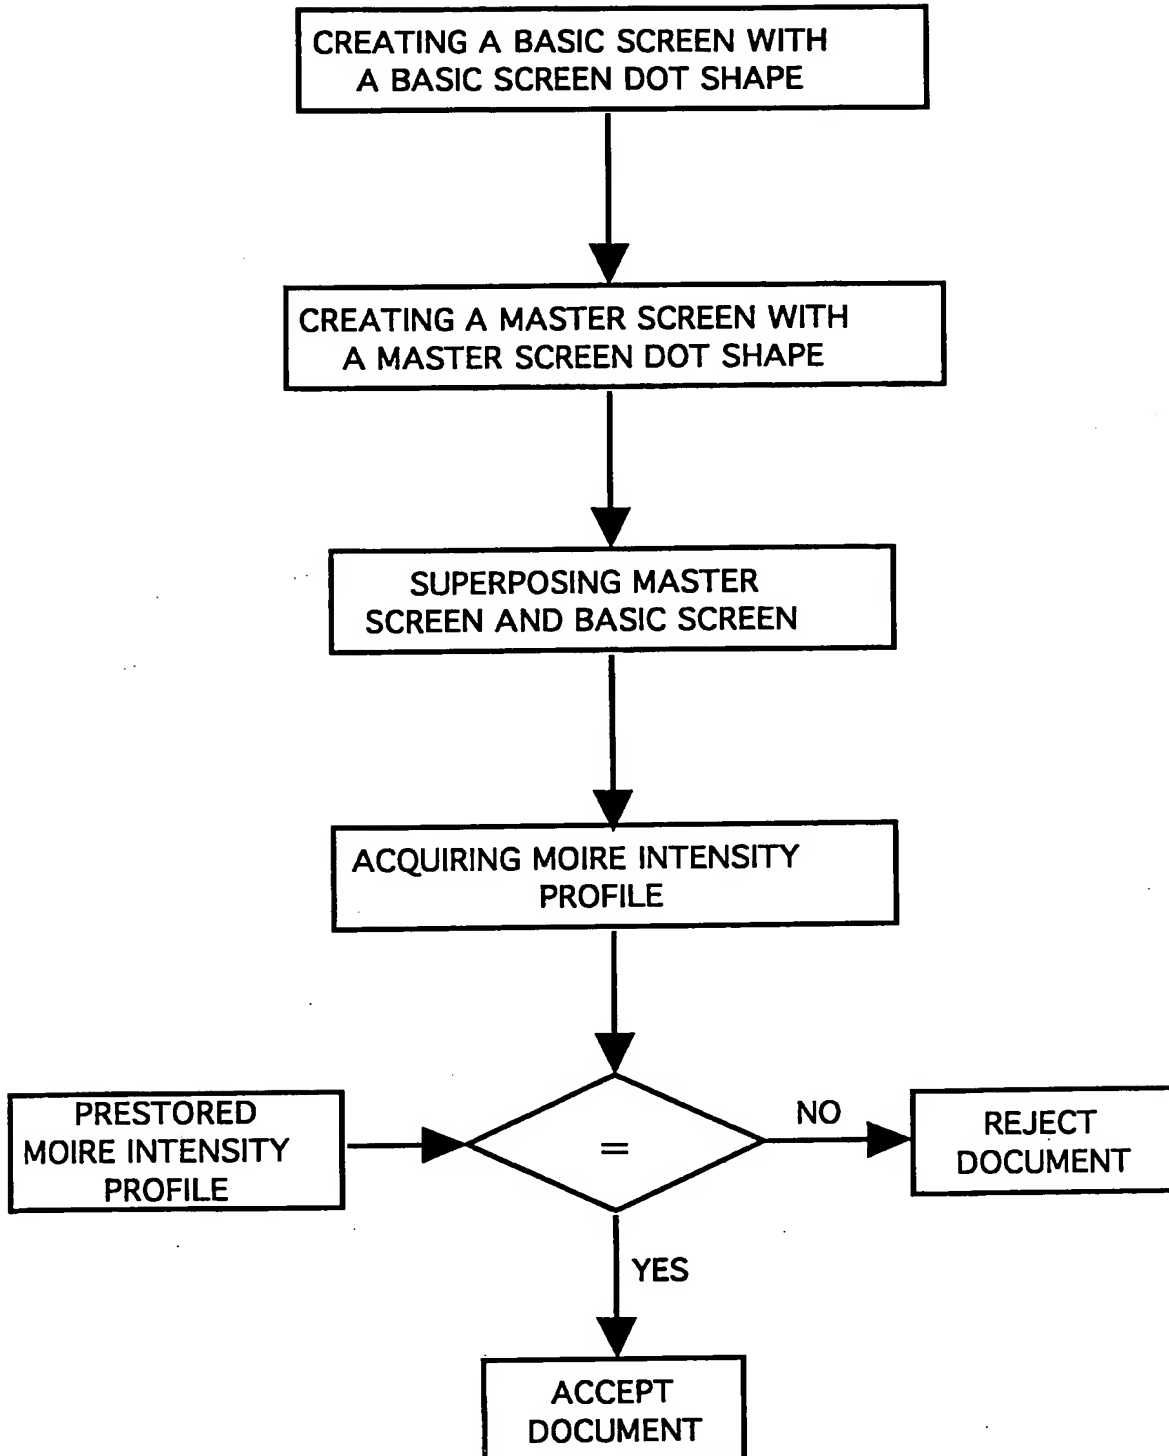 CREATING A BASIC SCREEN WITH
A BASIC SCREEN DOT SHAPE
CREATING A MASTER SCREEN WITH
A MASTER SCREEN DOT SHAPE
SUPERPOSING MASTER
SCREEN AND BASIC SCREEN
ACQUIRING MOIRE INTENSITY
PROFILE
PRESTORED
MOIRE INTENSITY
PROFILE
=
NO
REJECT
DOCUMENT
YES
ACCEPT
DOCUMENT